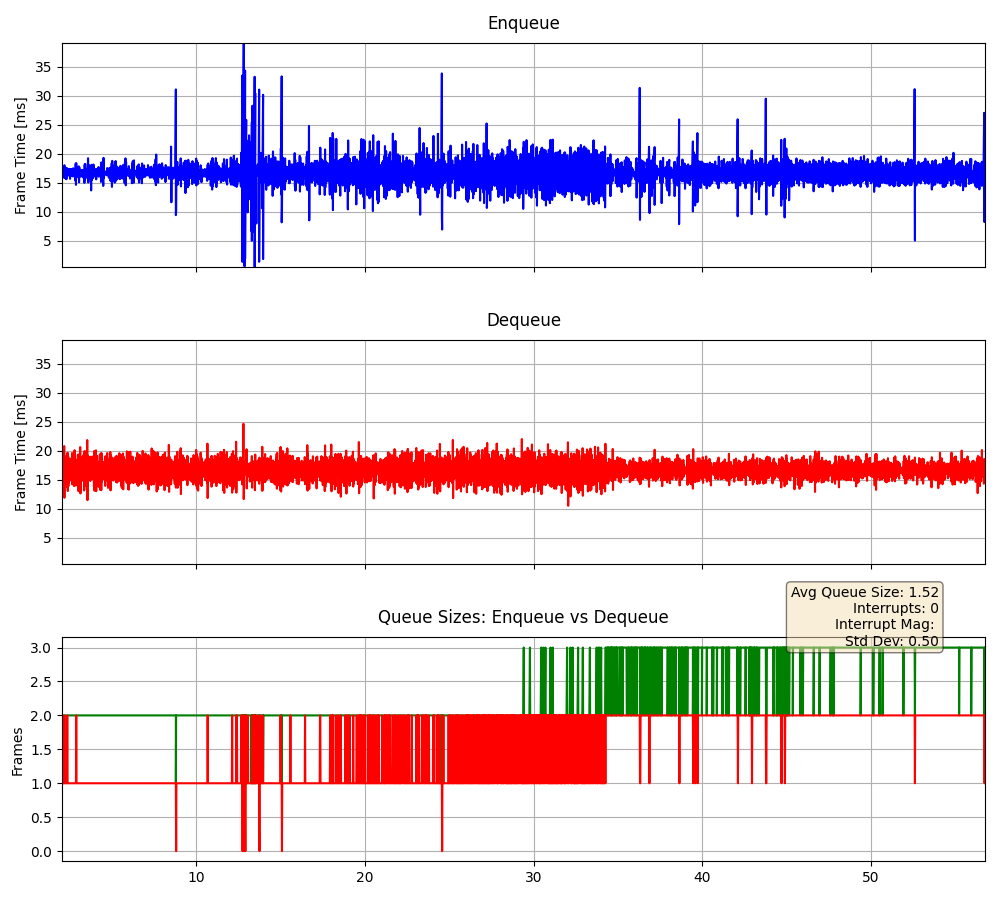 Enqueue
Frame Time [ms]
35
30
25
20
15
10
5
Dequeue
Frame Time [ms]
35
30
25
20
15
10
5
Avg Queue Size: 1.52
Interrupts: 0
Interrupt Mag:
Std Dev: 0.50
Queue Sizes: Enqueue vs Dequeue
Frames
3.0
2.5
2.0
1.5
1.0
0.5
0.0
10 20 30 40 50